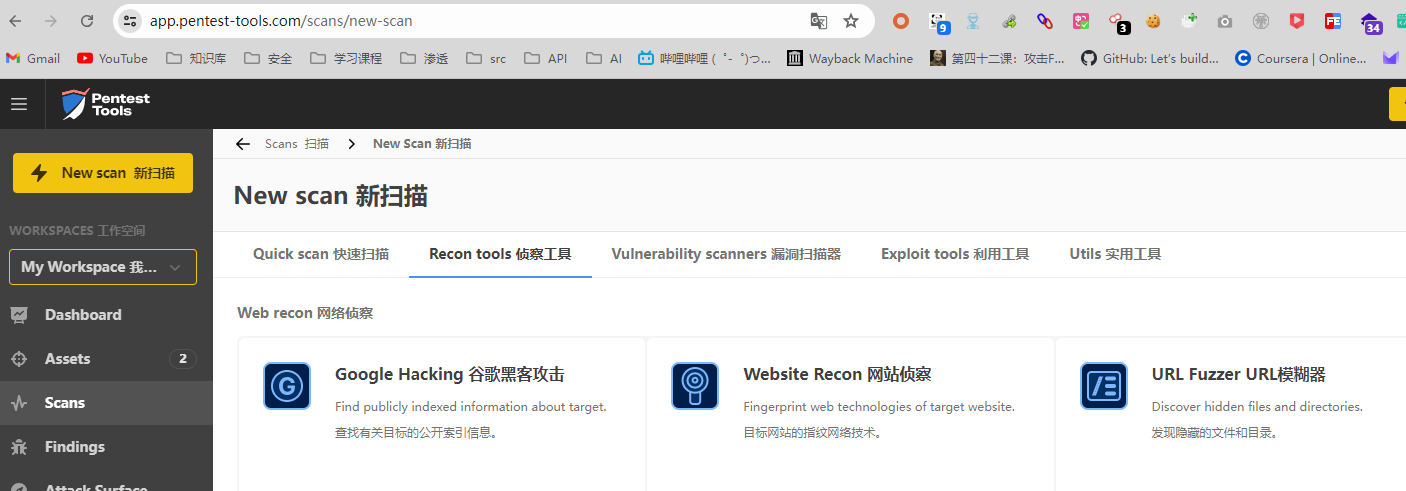 app.pentest-tools.com/scans/new-scan
9
3
34
Gmail
YouTube
知识库
安全
学习课程
渗透
src
API
AI
哔哩哔哩 (゜-゜)つ...
Wayback Machine
第四十二课：攻击F...
GitHub: Let's build...
Coursera | Online...
Pentest
Tools
New scan 新扫描
WORKSPACES 工作空间
My Workspace 我...
Dashboard
Assets 2
Scans
Findings
Attack Surface
Scans 扫描
New Scan 新扫描
New scan 新扫描
Quick scan 快速扫描
Recon tools 侦察工具
Vulnerability scanners 漏洞扫描器
Exploit tools 利用工具
Utils 实用工具
Web recon 网络侦察
Google Hacking 谷歌黑客攻击
Find publicly indexed information about target.
查找有关目标的公开索引信息。
Website Recon 网站侦察
Fingerprint web technologies of target website.
目标网站的指纹网络技术。
URL Fuzzer URL模糊器
Discover hidden files and directories.
发现隐藏的文件和目录。